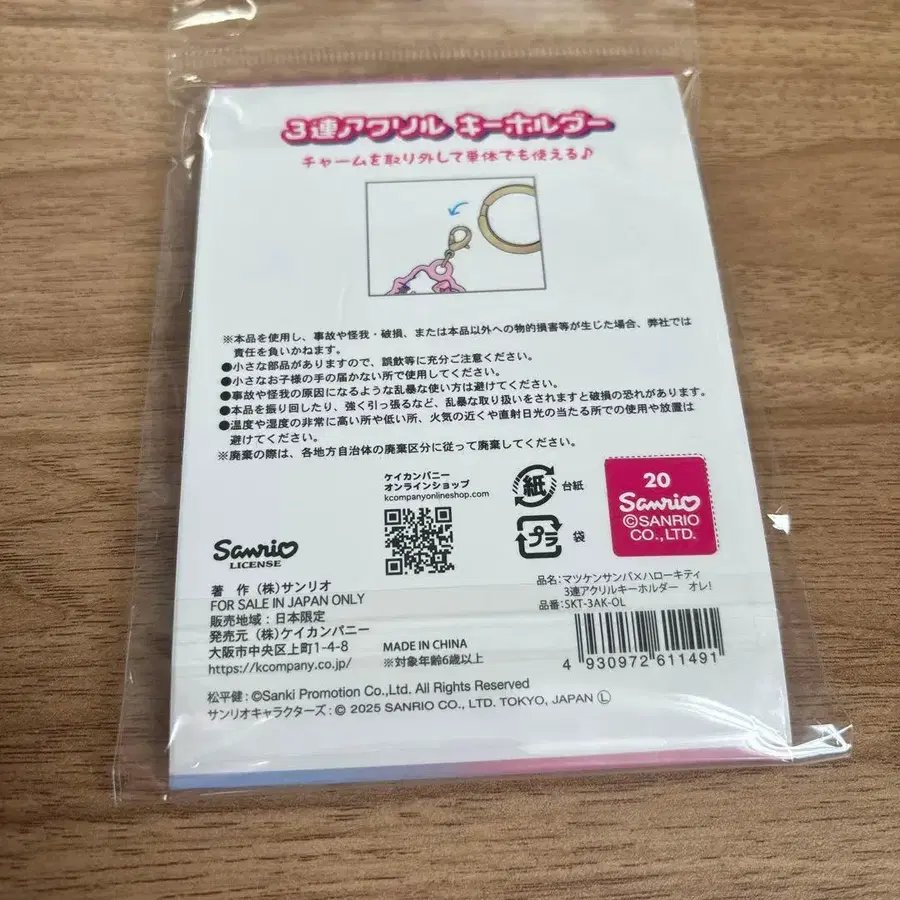 3連アクリル キーホルダー
チャームを取り外して単体でも使える♪
※本品を使用し、事故や怪我・破損、または本品以外への物的損害等が生じた場合、弊社では
責任を負いかねます。
●小さな部品がありますので、誤飲等に充分ご注意ください。
●小さなお子様の手の届かない所で使用してください。
●事故や怪我の原因になるような乱暴な使い方は避けてください。
●本品を振り回したり、強く引っ張るなど、乱暴な取り扱いをされますと破損の恐れがあります。
●温度や湿度の非常に高い所や低い所、火気の近くや直射日光の当たる所での使用や放置は
避けてください。
※廃棄の際は、各地方自治体の廃棄区分に従って廃棄してください。
ケイカンパニー
オンラインショップ
kcompanyonlineshop.com
紙 台紙
プラ 袋
20
Sanrio
©SANRIO
CO., LTD.
Sanrio
LICENSE
著 作 (株)サンリオ
FOR SALE IN JAPAN ONLY
販売地域:日本限定
発売元 (株)ケイカンパニー
大阪市中央区上町1-4-8
https://kcompany.co.jp/
MADE IN CHINA
※対象年齢6歳以上
品名:マツケンサンバ×ハローキティ
3連アクリルキーホルダー オレ!
品番:SKT-3AK-OL
4 930972 611491
松平健:©Sanki Promotion Co.,Ltd. All Rights Reserved
サンリオキャラクターズ:© 2025 SANRIO CO., LTD. TOKYO, JAPAN Ⓛ